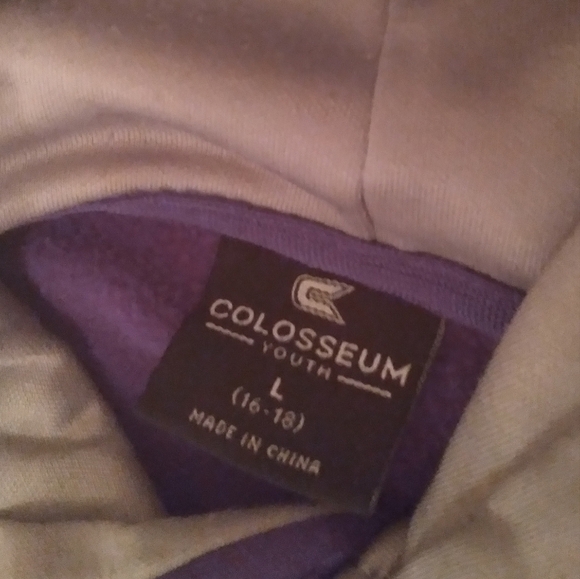 COLOSSEUM
YOUTH
L
(16-18)
MADE IN CHINA